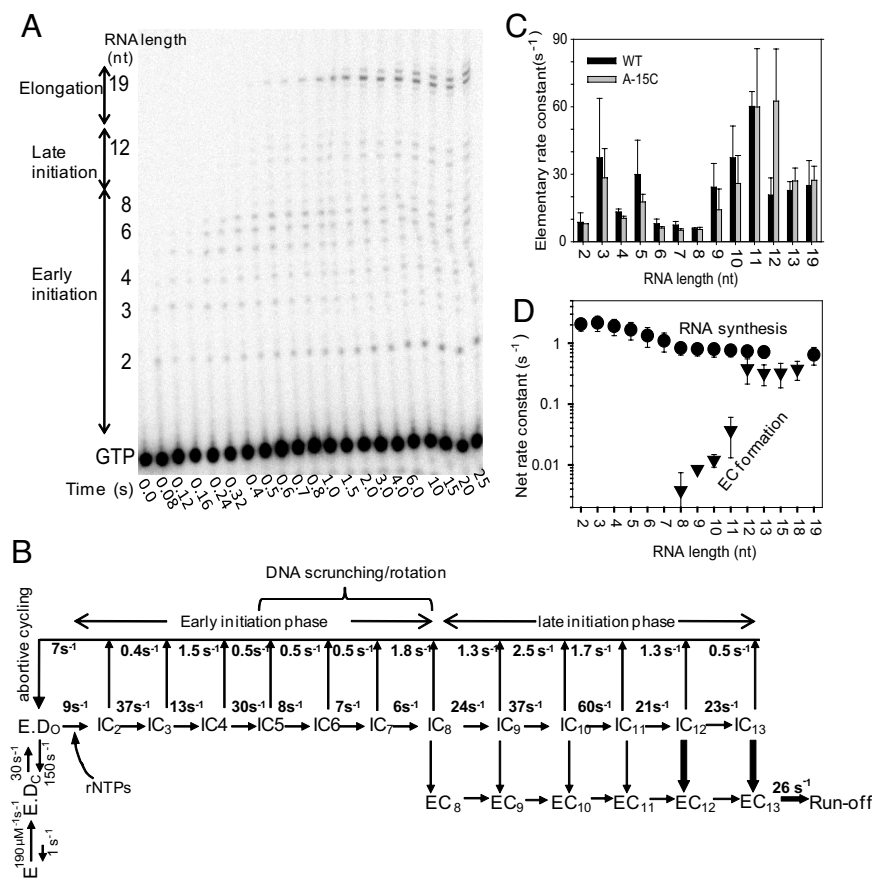 A
RNA length
(nt)
Elongation
19
Late
initiation
12
8
6
Early
initiation
4
3
2
GTP
Time (s)
0.0
0.08
0.12
0.16
0.24
0.32
0.4
0.5
0.6
0.7
0.8
1.0
1.5
2.0
3.0
4.0
6.0
10
15
20
25
C
Elementary rate constant(s⁻¹)
90
60
30
0
WT
A-15C
2 3 4 5 6 7 8 9 10 11 12 13 19
RNA length (nt)
D
Net rate constant (s⁻¹)
1
0.1
0.01
RNA synthesis
EC formation
2 3 4 5 6 7 8 9 10 11 12 13 15 18 19
RNA length (nt)
B
DNA scrunching/rotation
Early initiation phase
late initiation phase
abortive cycling
7s⁻¹ 0.4s⁻¹ 1.5 s⁻¹ 0.5s⁻¹ 0.5 s⁻¹ 0.5 s⁻¹ 1.8 s⁻¹ 1.3 s⁻¹ 2.5 s⁻¹ 1.7 s⁻¹ 1.3 s⁻¹ 0.5 s⁻¹
9s⁻¹ 37s⁻¹ 13s⁻¹ 30s⁻¹ 8s⁻¹ 7s⁻¹ 6s⁻¹ 24s⁻¹ 37s⁻¹ 60s⁻¹ 21s⁻¹ 23s⁻¹
E.D₀ IC₂ IC₃ IC4 IC5 IC6 IC₇ IC₈ IC₉ IC₁₀ IC₁₁ IC₁₂ IC₁₃
30 s⁻¹
150 s⁻¹
rNTPs
E.D_C
EC₈ EC₉ EC₁₀ EC₁₁ EC₁₂ EC₁₃ 26 s⁻¹ Run-off
190 µM⁻¹s⁻¹
1 s⁻¹
E